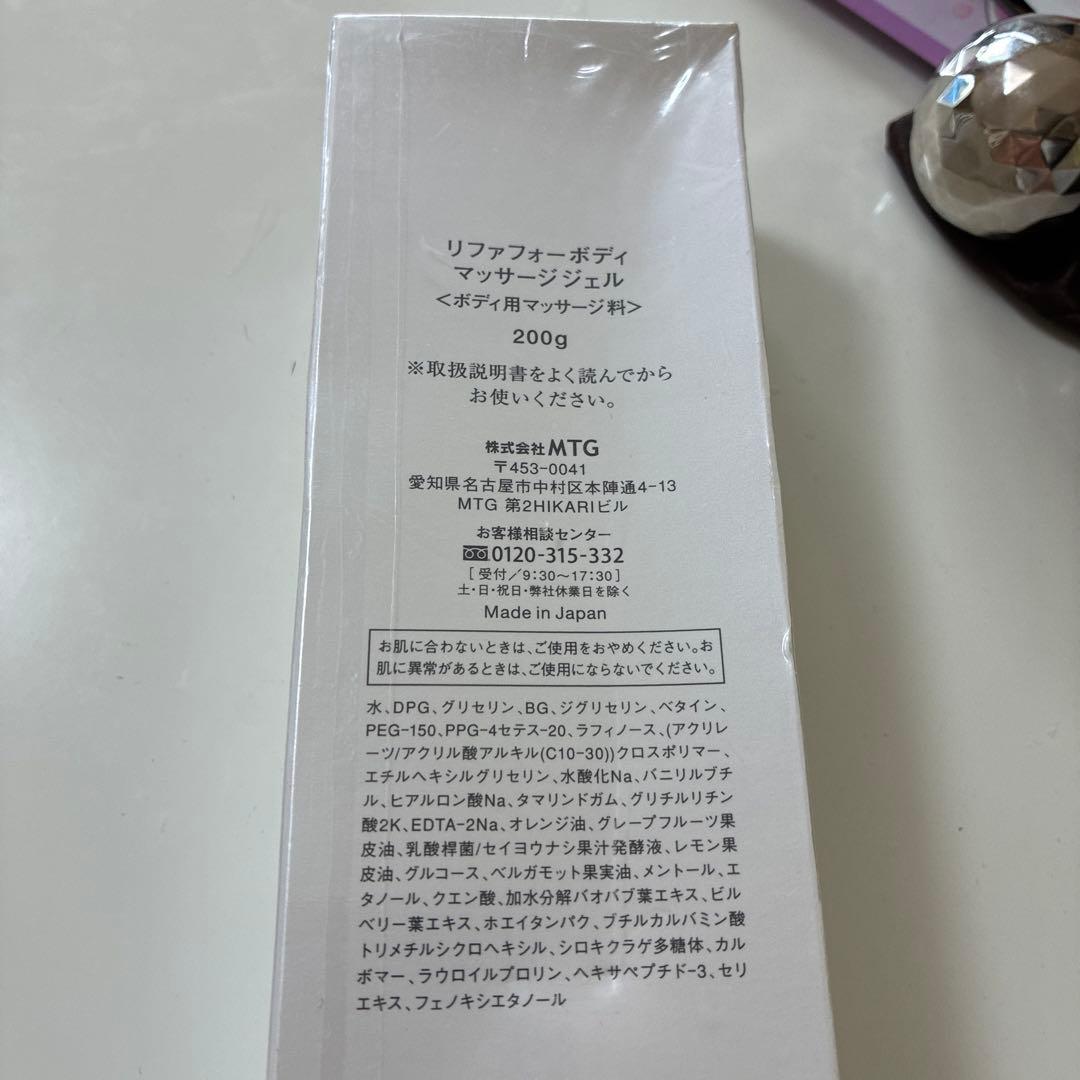 リファフォーボディ
マッサージジェル
<ボディ用マッサージ料>
200g
※取扱説明書をよく読んでから
お使いください。
株式会社MTG
〒453-0041
愛知県名古屋市中村区本陣通4-13
MTG 第2HIKARIビル
お客様相談センター
0120-315-332
[受付/9:30〜17:30]
土・日・祝日・弊社休業日を除く
Made in Japan
お肌に合わないときは、ご使用をおやめください。お
肌に異常があるときは、ご使用にならないでください。
水、DPG、グリセリン、BG、ジグリセリン、ベタイン、
PEG-150、PPG-4セテス-20、ラフィノース、(アクリレ
ーツ/アクリル酸アルキル(C10-30))クロスポリマー、
エチルヘキシルグリセリン、水酸化Na、バニリルブチ
ル、ヒアルロン酸Na、タマリンドガム、グリチルリチン
酸2K、EDTA-2Na、オレンジ油、グレープフルーツ果
皮油、乳酸桿菌/セイヨウナシ果汁発酵液、レモン果
皮油、グルコース、ベルガモット果実油、メントール、エ
タノール、クエン酸、加水分解バオバブ葉エキス、ビル
ベリー葉エキス、ホエイタンパク、ブチルカルバミン酸
トリメチルシクロヘキシル、シロキクラゲ多糖体、カル
ボマー、ラウロイルプロリン、ヘキサペプチド-3、セリ
エキス、フェノキシエタノール